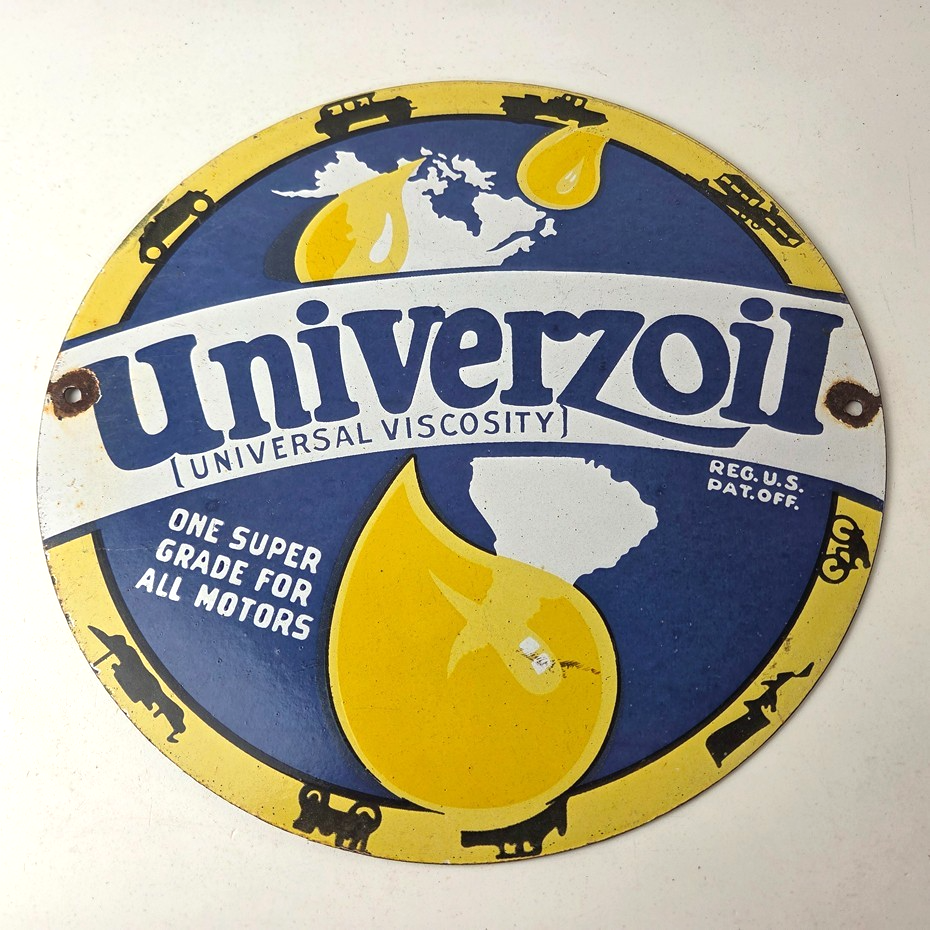 Univerzoil
[UNIVERSAL VISCOSITY]
REG. U.S.
PAT. OFF.
ONE SUPER
GRADE FOR
ALL MOTORS